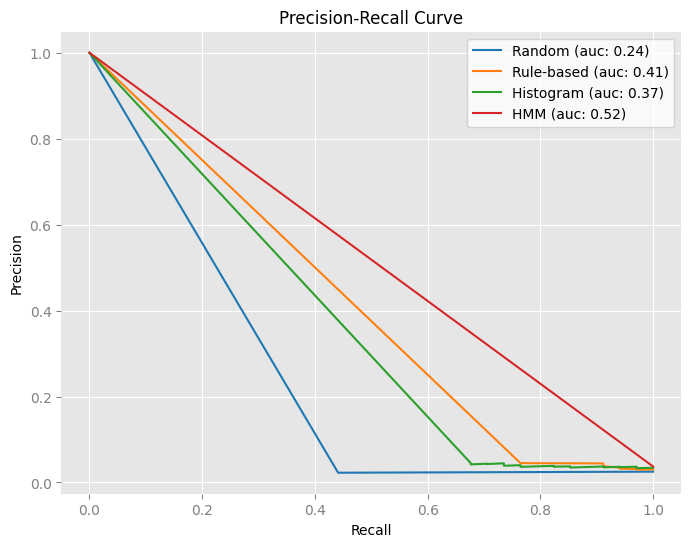 Precision-Recall Curve
Random (auc: 0.24)
Rule-based (auc: 0.41)
Histogram (auc: 0.37)
HMM (auc: 0.52)
Precision
1.0
0.8
0.6
0.4
0.2
0.0
0.0 0.2 0.4 0.6 0.8 1.0
Recall